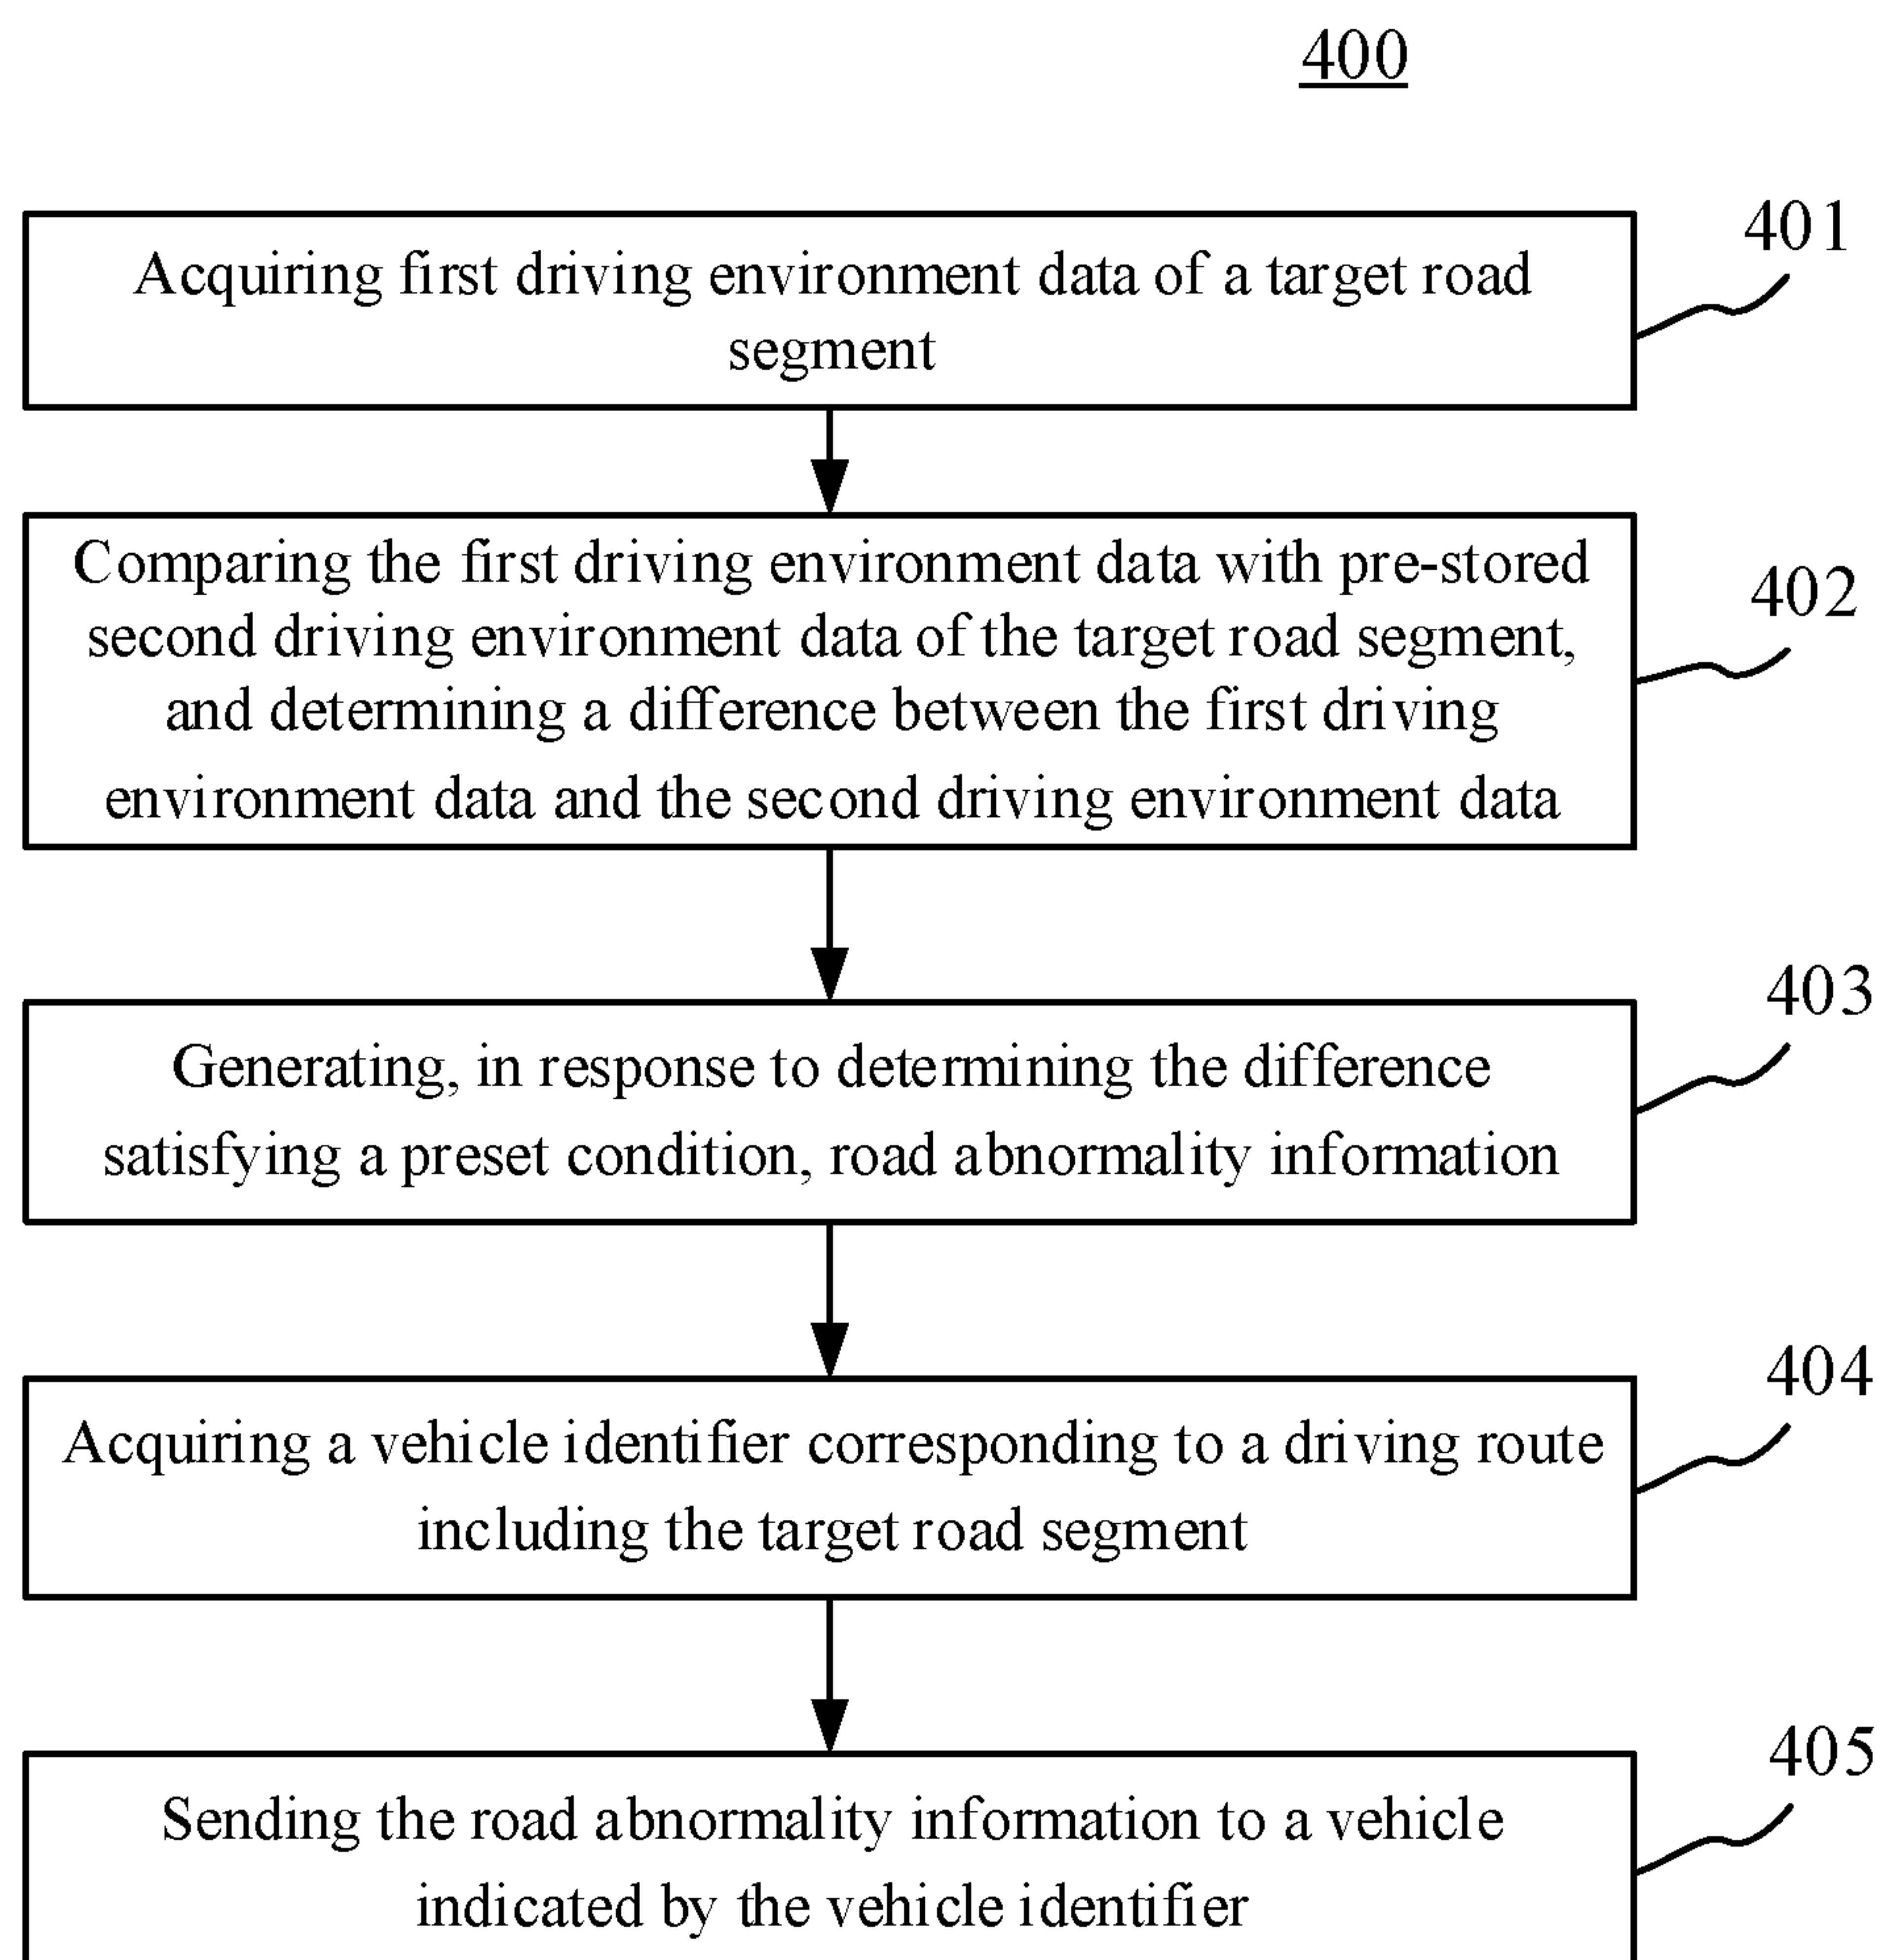 400
401
Acquiring first driving environment data of a target road
segment
402
Comparing the first driving environment data with pre-stored
second driving environment data of the target road segment,
and determining a difference between the first driving
environment data and the second driving environment data
403
Generating, in response to determining the difference
satisfying a preset condition, road abnormality information
404
Acquiring a vehicle identifier corresponding to a driving route
including the target road segment
405
Sending the road abnormality information to a vehicle
indicated by the vehicle identifier